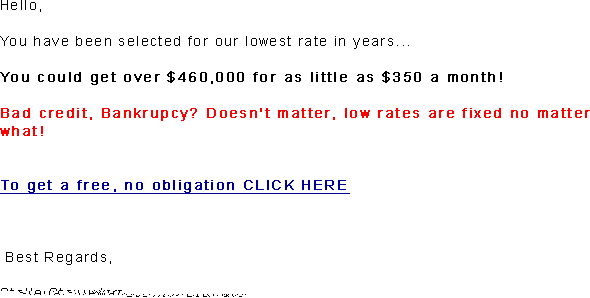 Hello,
You have been selected for our lowest rate in years...
You could get over $460,000 for as little as $350 a month!
Bad credit, Bankrupcy? Doesn't matter, low rates are fixed no matter
what!
To get a free, no obligation CLICK HERE
Best Regards,